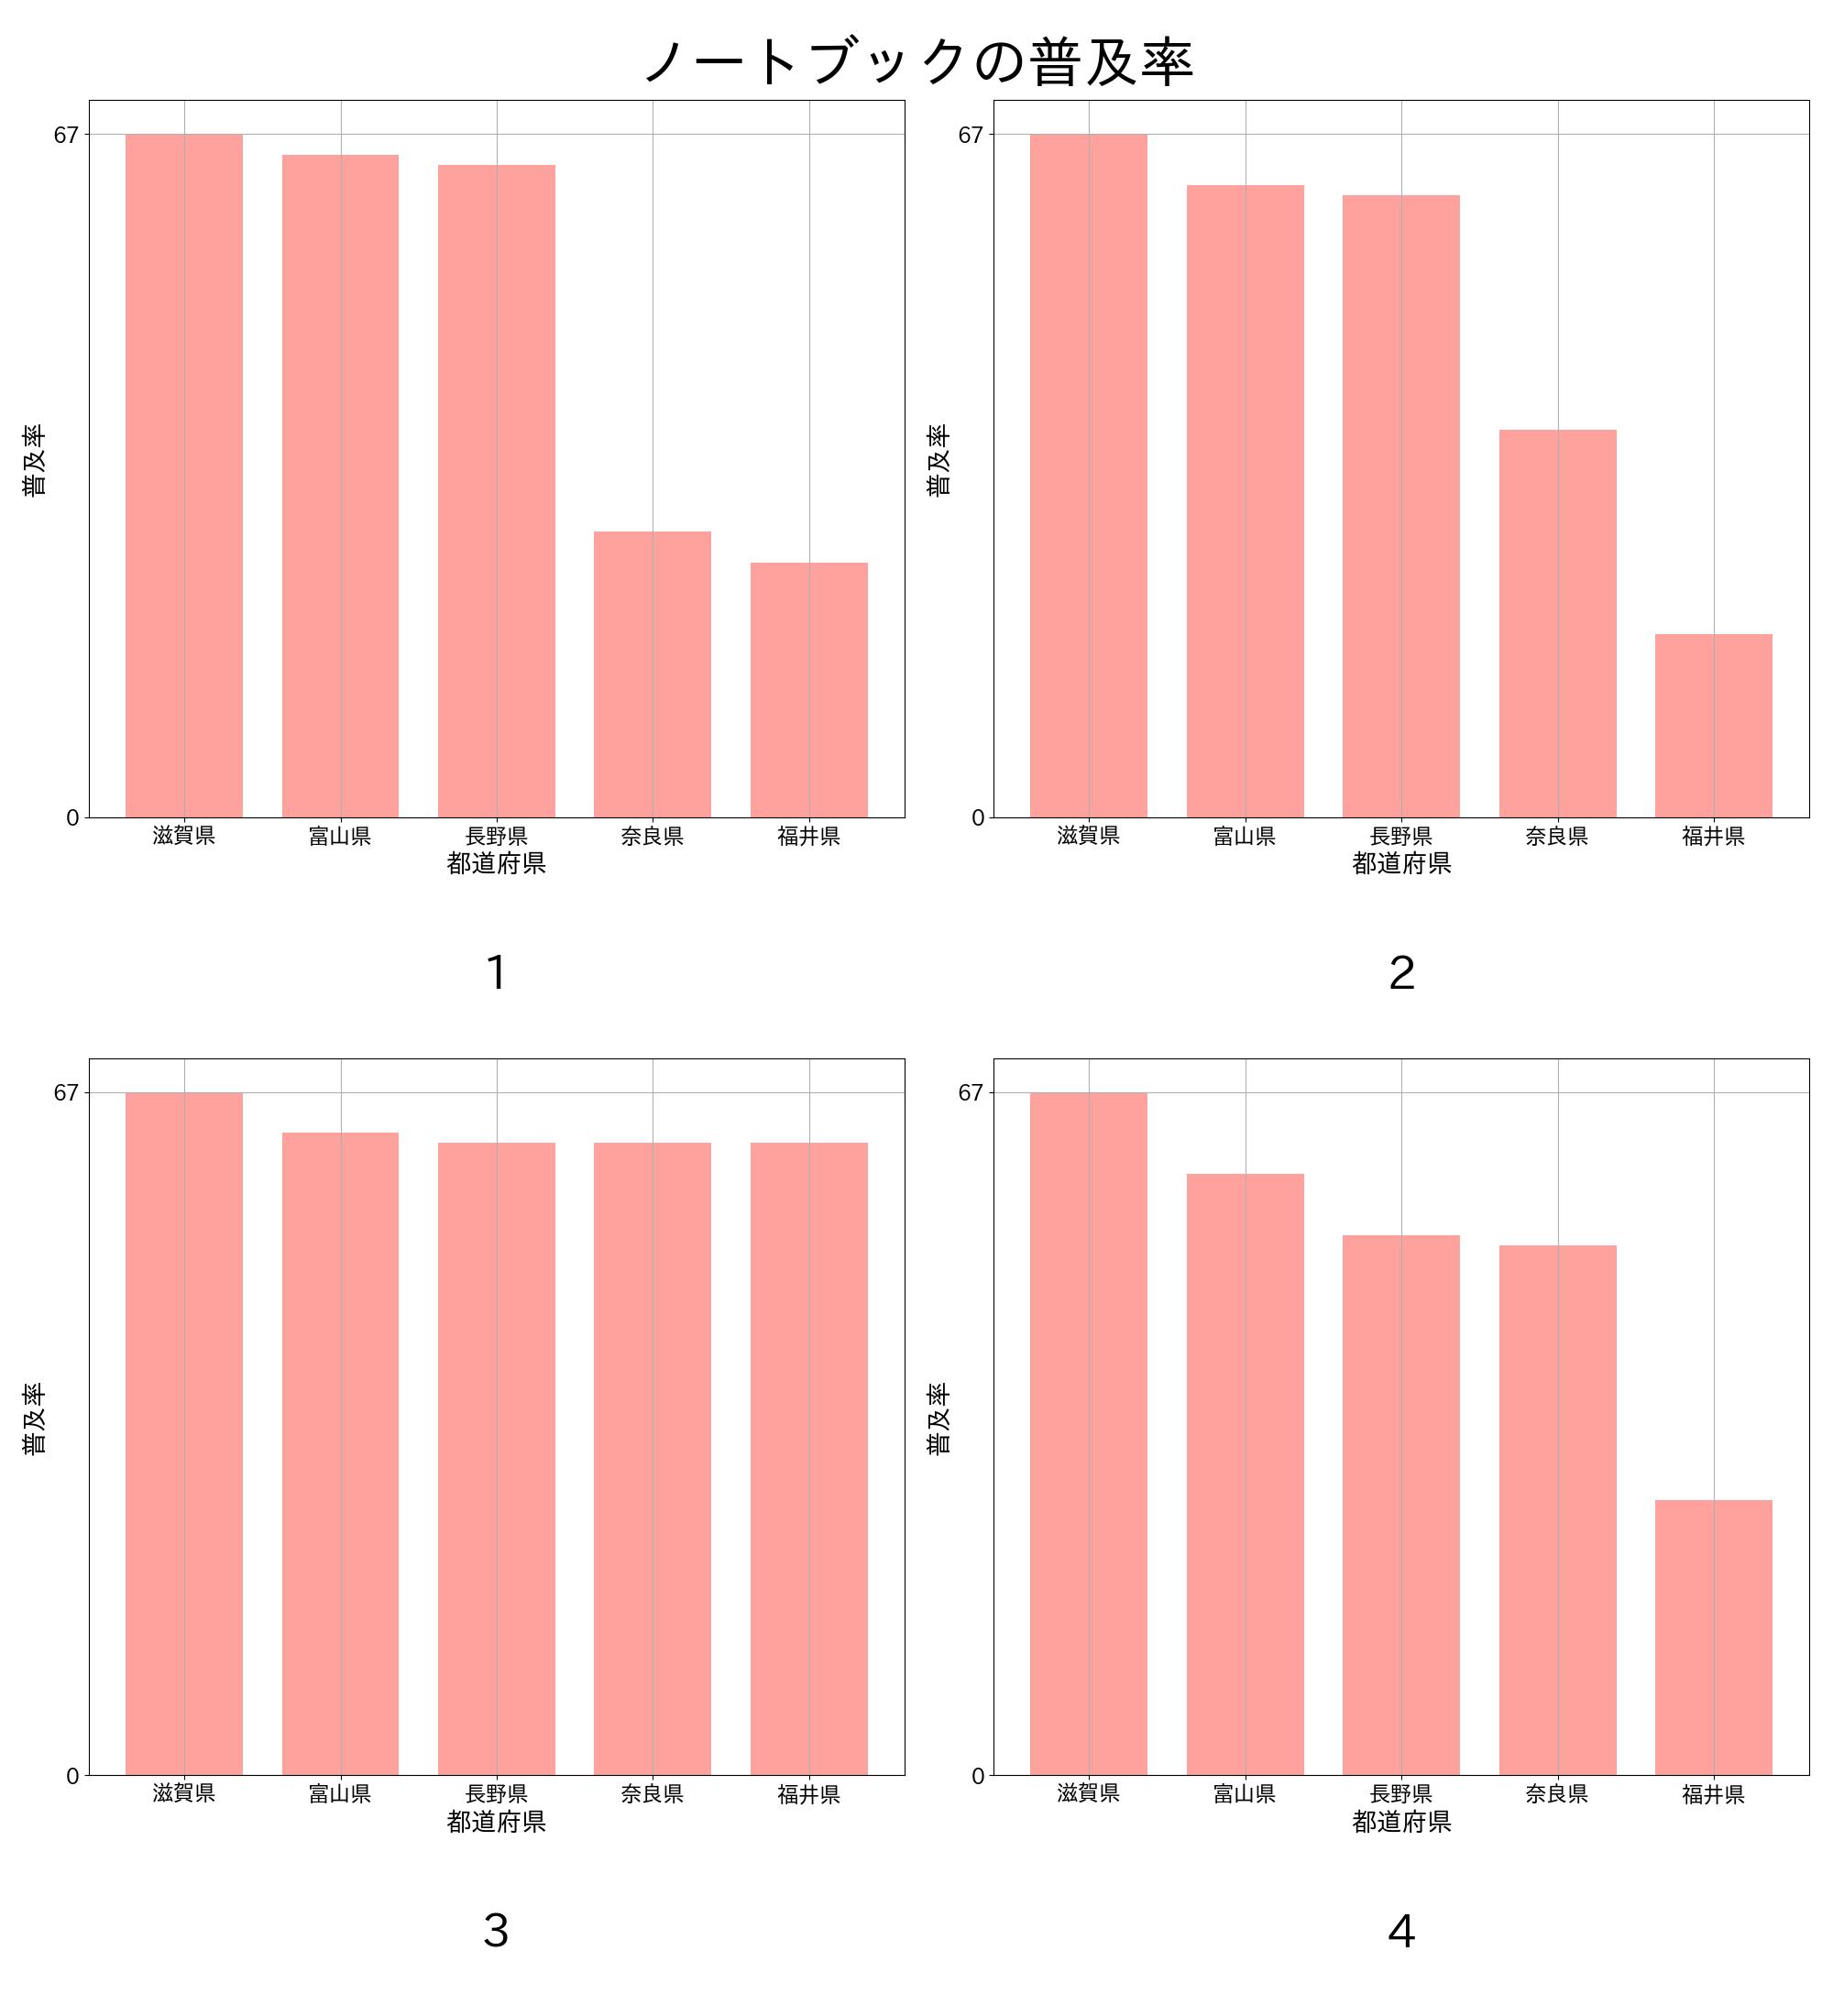 ノートブックの普及率
67
0
普及率
滋賀県 富山県 長野県 奈良県 福井県
都道府県
1
67
0
普及率
滋賀県 富山県 長野県 奈良県 福井県
都道府県
2
67
0
普及率
滋賀県 富山県 長野県 奈良県 福井県
都道府県
3
67
0
普及率
滋賀県 富山県 長野県 奈良県 福井県
都道府県
4